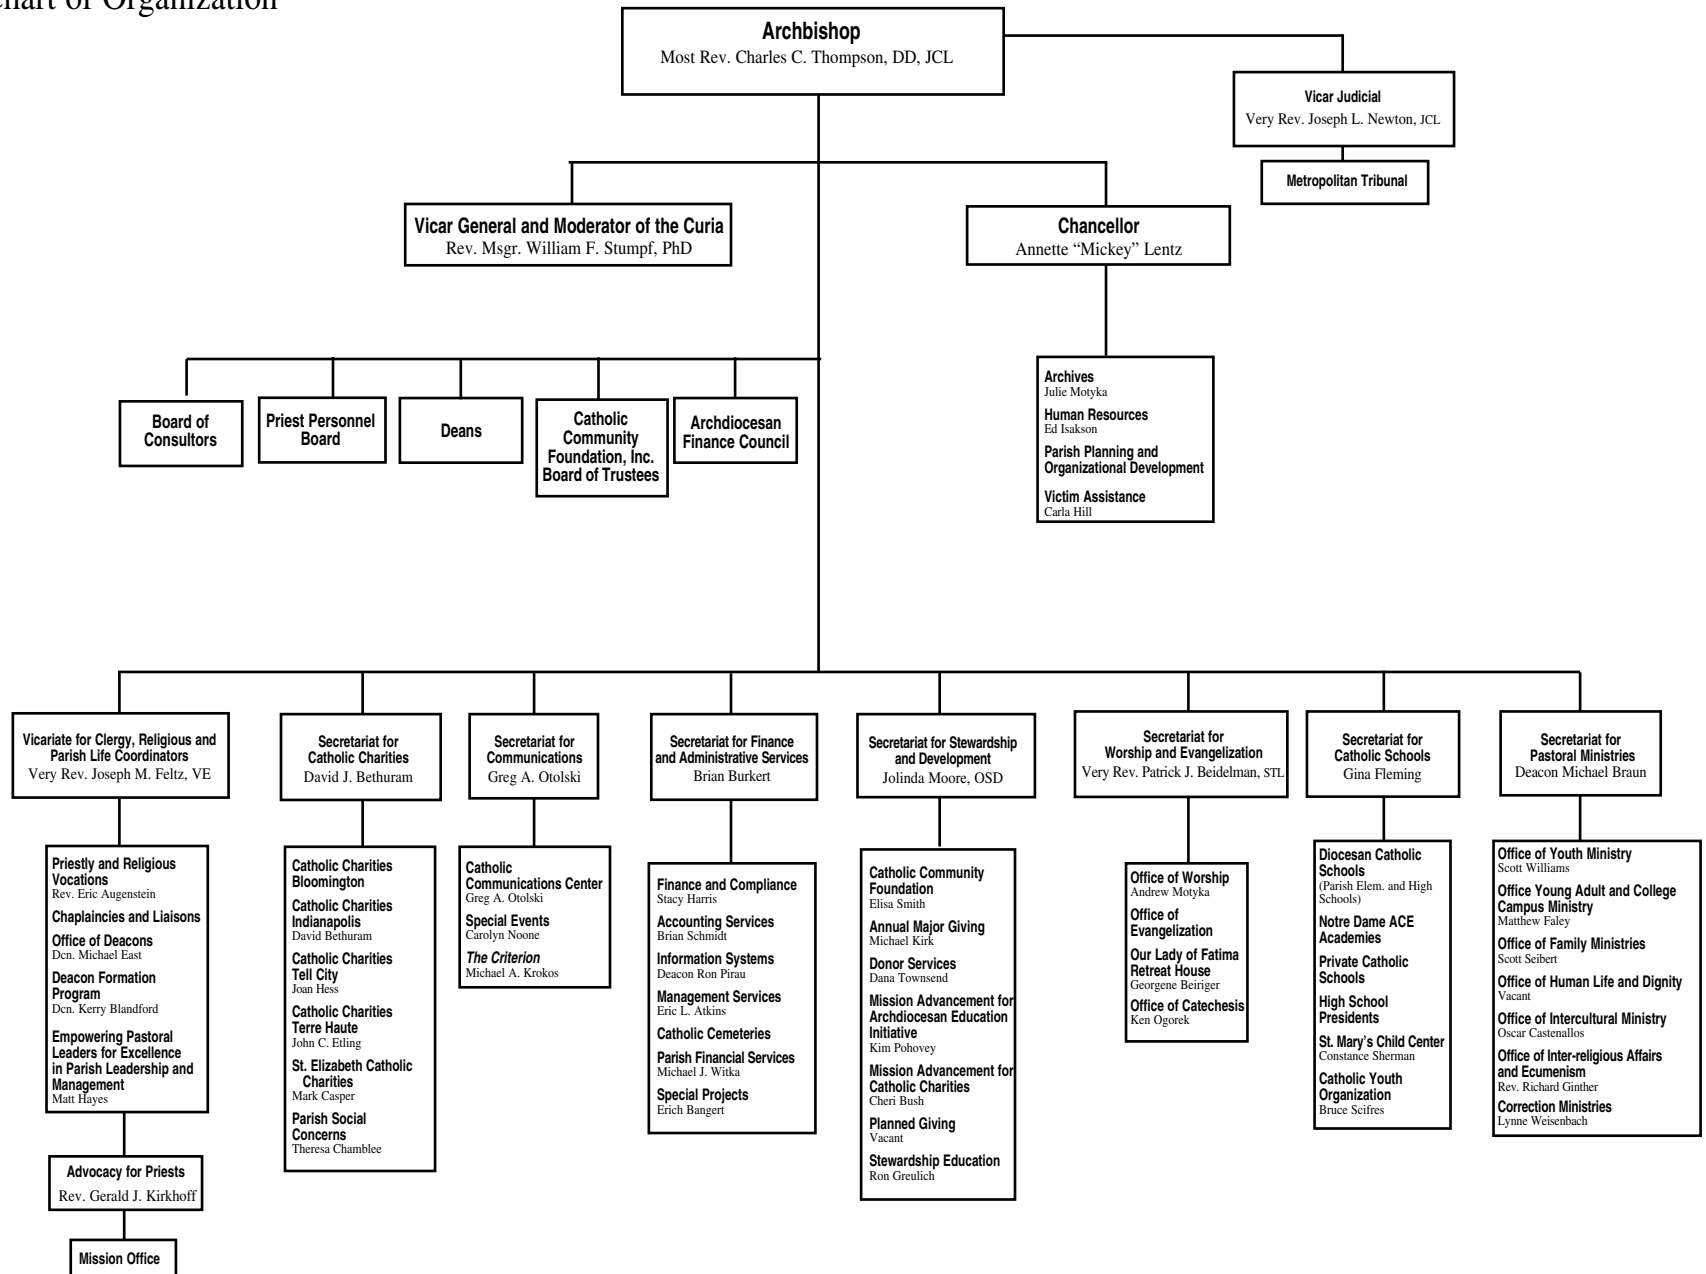 Chart of Organization
Archbishop
Most Rev. Charles C. Thompson, DD, JCL
Vicar Judicial
Very Rev. Joseph L. Newton, JCL
Metropolitan Tribunal
Vicar General and Moderator of the Curia
Rev. Msgr. William F. Stumpf, PhD
Chancellor
Annette “Mickey” Lentz
Archives
Julie Motyka
Human Resources
Ed Isakson
Parish Planning and
Organizational Development
Victim Assistance
Carla Hill
Board of
Consultors
Priest Personnel
Board
Deans
Catholic
Community
Foundation, Inc.
Board of Trustees
Archdiocesan
Finance Council
Vicariate for Clergy, Religious and
Parish Life Coordinators
Very Rev. Joseph M. Feltz, VE
Priestly and Religious
Vocations
Rev. Eric Augenstein
Chaplaincies and Liaisons
Office of Deacons
Dcn. Michael East
Deacon Formation
Program
Dcn. Kerry Blandford
Empowering Pastoral
Leaders for Excellence
in Parish Leadership and
Management
Matt Hayes
Advocacy for Priests
Rev. Gerald J. Kirkhoff
Mission Office
Secretariat for
Catholic Charities
David J. Bethuram
Catholic Charities
Bloomington
Catholic Charities
Indianapolis
David Bethuram
Catholic Charities
Tell City
Joan Hess
Catholic Charities
Terre Haute
John C. Etling
St. Elizabeth Catholic
Charities
Mark Casper
Parish Social
Concerns
Theresa Chamblee
Secretariat for
Communications
Greg A. Otolski
Catholic
Communications Center
Greg A. Otolski
Special Events
Carolyn Noone
The Criterion
Michael A. Krokos
Secretariat for Finance
and Administrative Services
Brian Burkert
Finance and Compliance
Stacy Harris
Accounting Services
Brian Schmidt
Information Systems
Deacon Ron Pirau
Management Services
Eric L. Atkins
Catholic Cemeteries
Parish Financial Services
Michael J. Witka
Special Projects
Erich Bangert
Secretariat for Stewardship
and Development
Jolinda Moore, OSD
Catholic Community
Foundation
Elisa Smith
Annual Major Giving
Michael Kirk
Donor Services
Dana Townsend
Mission Advancement for
Archdiocesan Education
Initiative
Kim Pohovey
Mission Advancement for
Catholic Charities
Cheri Bush
Planned Giving
Vacant
Stewardship Education
Ron Greulich
Secretariat for
Worship and Evangelization
Very Rev. Patrick J. Beidelman, STL
Office of Worship
Andrew Motyka
Office of
Evangelization
Our Lady of Fatima
Retreat House
Georgene Beiriger
Office of Catechesis
Ken Ogorek
Secretariat for
Catholic Schools
Gina Fleming
Diocesan Catholic
Schools
(Parish Elem. and High
Schools)
Notre Dame ACE
Academies
Private Catholic
Schools
High School
Presidents
St. Mary’s Child Center
Constance Sherman
Catholic Youth
Organization
Bruce Scifres
Secretariat for
Pastoral Ministries
Deacon Michael Braun
Office of Youth Ministry
Scott Williams
Office Young Adult and College
Campus Ministry
Matthew Faley
Office of Family Ministries
Scott Seibert
Office of Human Life and Dignity
Vacant
Office of Intercultural Ministry
Oscar Castenallos
Office of Inter-religious Affairs
and Ecumenism
Rev. Richard Ginther
Correction Ministries
Lynne Weisenbach